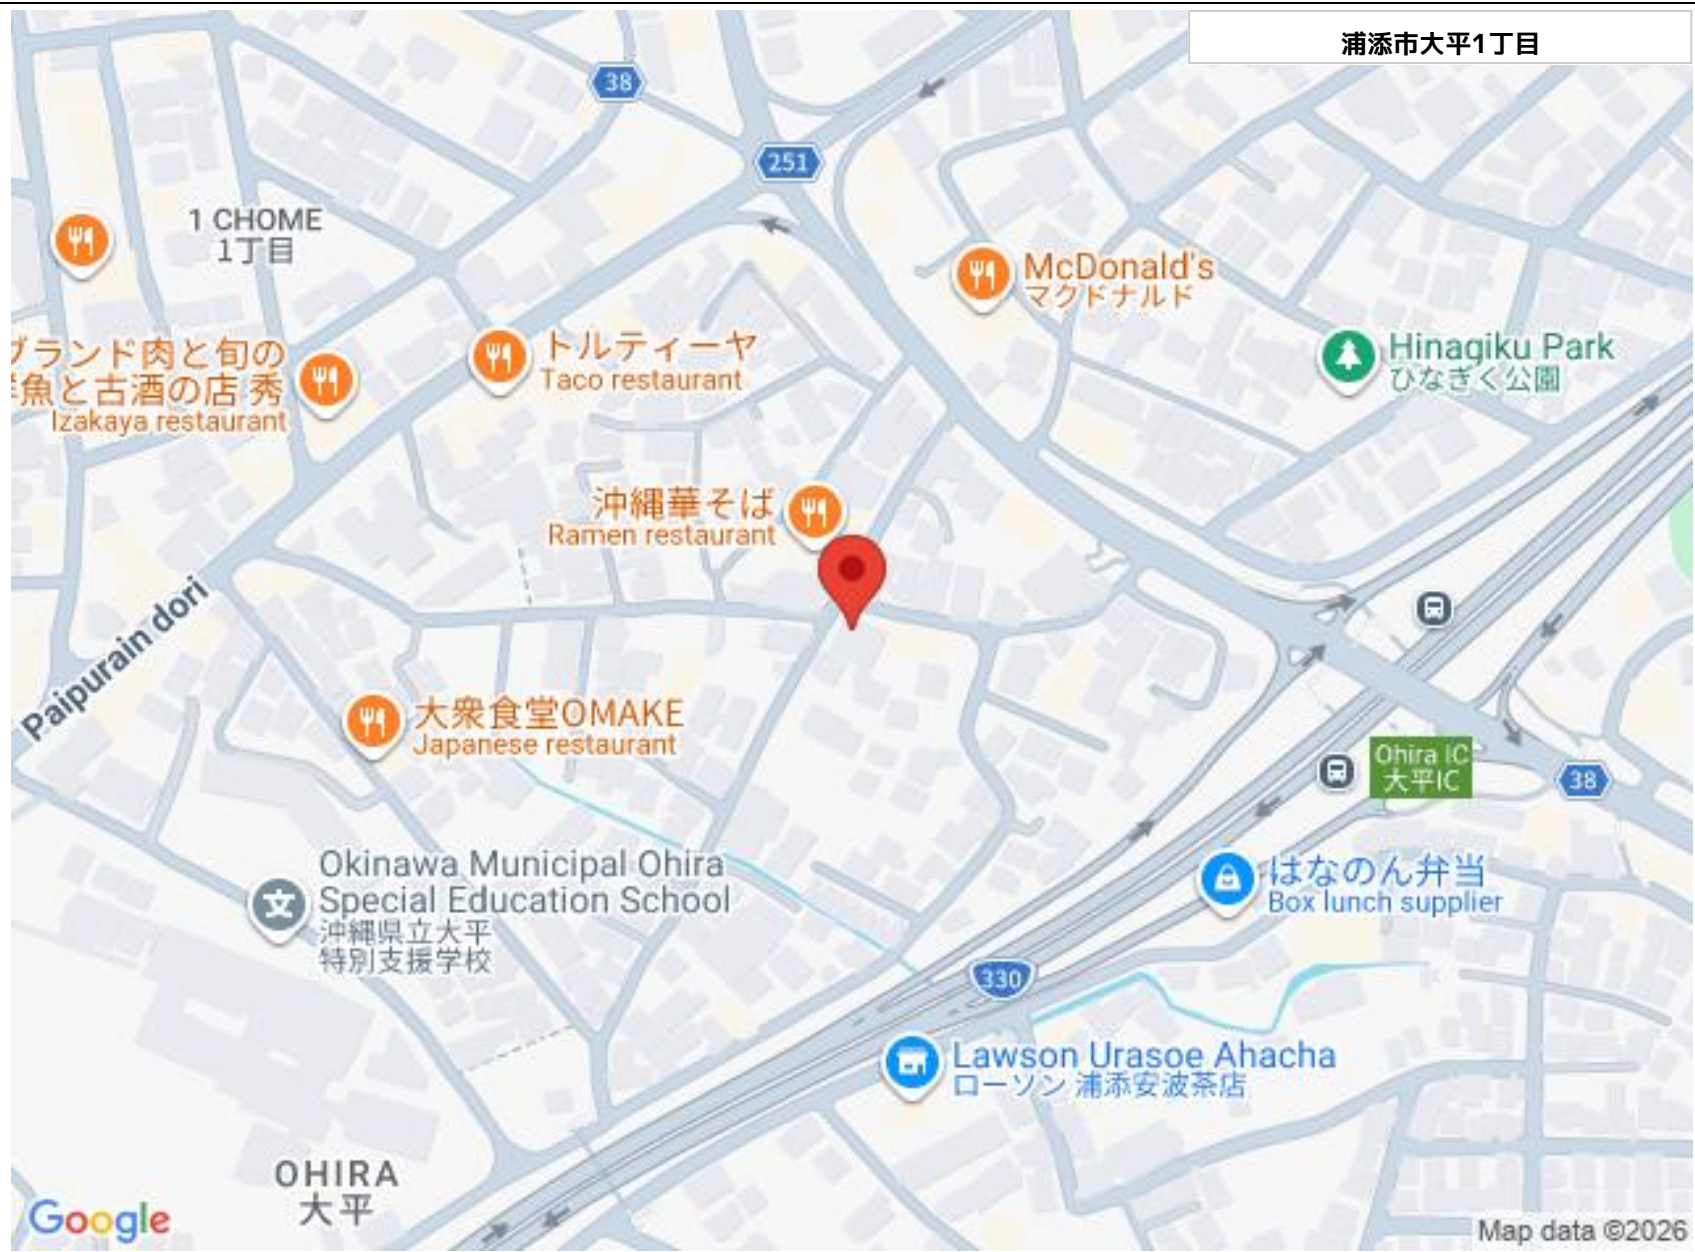 浦添市大平1丁目
38
251
1 CHOME
1丁目
McDonald's
マクドナルド
Hinagiku Park
ひなぎく公園
トルティーヤ
Taco restaurant
ブランド肉と旬の
魚と古酒の店 秀
Izakaya restaurant
沖縄華そば
Ramen restaurant
Paipurain dori
大衆食堂OMAKE
Japanese restaurant
Ohira IC
大平IC
38
Okinawa Municipal Ohira
Special Education School
沖縄県立大平
特別支援学校
はなのん弁当
Box lunch supplier
330
Lawson Urasoe Ahacha
ローソン 浦添安波茶店
OHIRA
大平
Google
Map data ©2026